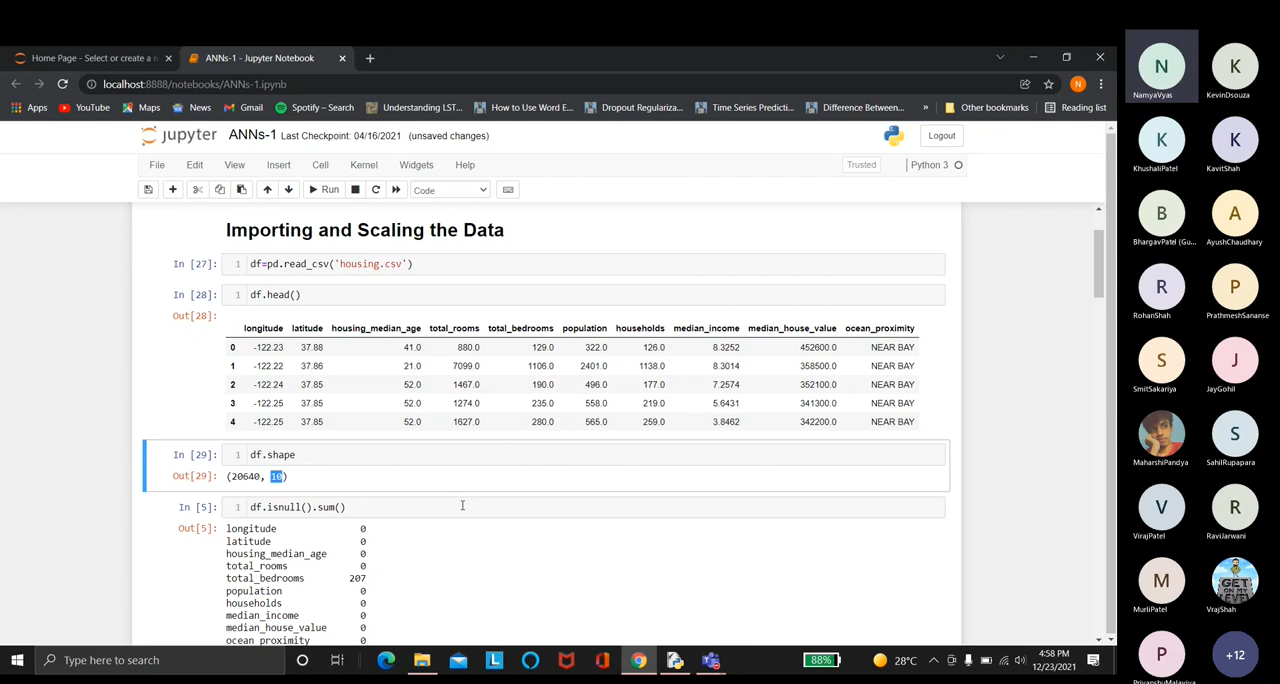 Home Page - Select or create a n
ANNs-1 - Jupyter Notebook
localhost:8888/notebooks/ANNs-1.ipynb
N
Apps
YouTube
Maps
News
Gmail
Spotify – Search
Understanding LST...
How to Use Word E...
Dropout Regulariza...
Time Series Predicti...
Difference Between...
»
Other bookmarks
Reading list
jupyter ANNs-1 Last Checkpoint: 04/16/2021 (unsaved changes)
Logout
File Edit View Insert Cell Kernel Widgets Help
Trusted
Python 3
Run
Code
Importing and Scaling the Data
In [27]: 1 df=pd.read_csv('housing.csv')
In [28]: 1 df.head()
Out[28]:
longitude latitude housing_median_age total_rooms total_bedrooms population households median_income median_house_value ocean_proximity
0 -122.23 37.88 41.0 880.0 129.0 322.0 126.0 8.3252 452600.0 NEAR BAY
1 -122.22 37.86 21.0 7099.0 1106.0 2401.0 1138.0 8.3014 358500.0 NEAR BAY
2 -122.24 37.85 52.0 1467.0 190.0 496.0 177.0 7.2574 352100.0 NEAR BAY
3 -122.25 37.85 52.0 1274.0 235.0 558.0 219.0 5.6431 341300.0 NEAR BAY
4 -122.25 37.85 52.0 1627.0 280.0 565.0 259.0 3.8462 342200.0 NEAR BAY
In [29]: 1 df.shape
Out[29]: (20640, 10)
In [5]: 1 df.isnull().sum()
Out[5]: longitude 0
latitude 0
housing_median_age 0
total_rooms 0
total_bedrooms 207
population 0
households 0
median_income 0
median_house_value 0
ocean_proximity 0
Type here to search
L
88%
28°C
4:58 PM
12/23/2021
N
NamyaVyas
K
KevinDsouza
K
KhushaliPatel
K
KavitShah
B
BhargavPatel (Gu...
A
AyushChaudhary
R
RohanShah
P
PrathmeshSananse
S
SmitSakariya
J
JayGohil
MaharshiPandya
S
SahilRupapara
V
VirajPatel
R
RaviJarwani
M
MurliPatel
GET
ON MY
LEVEL
VrajShah
P
PriyanshuMalaviya
+12